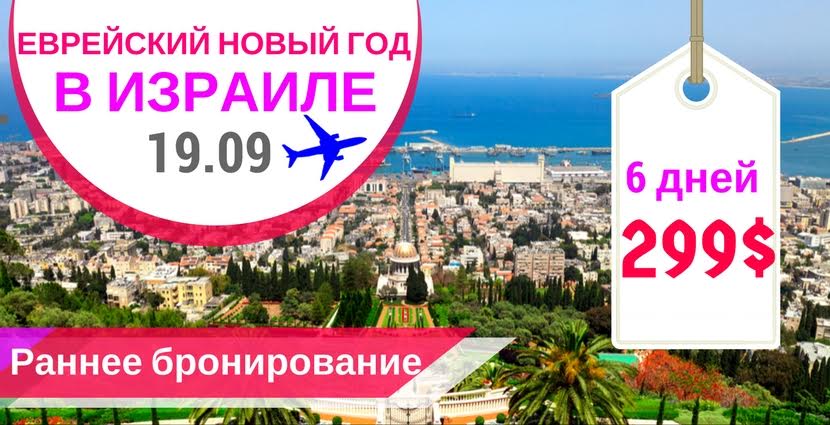 ЕВРЕЙСКИЙ НОВЫЙ ГОД
В ИЗРАИЛЕ
19.09
6 дней
299$
Раннее бронирование